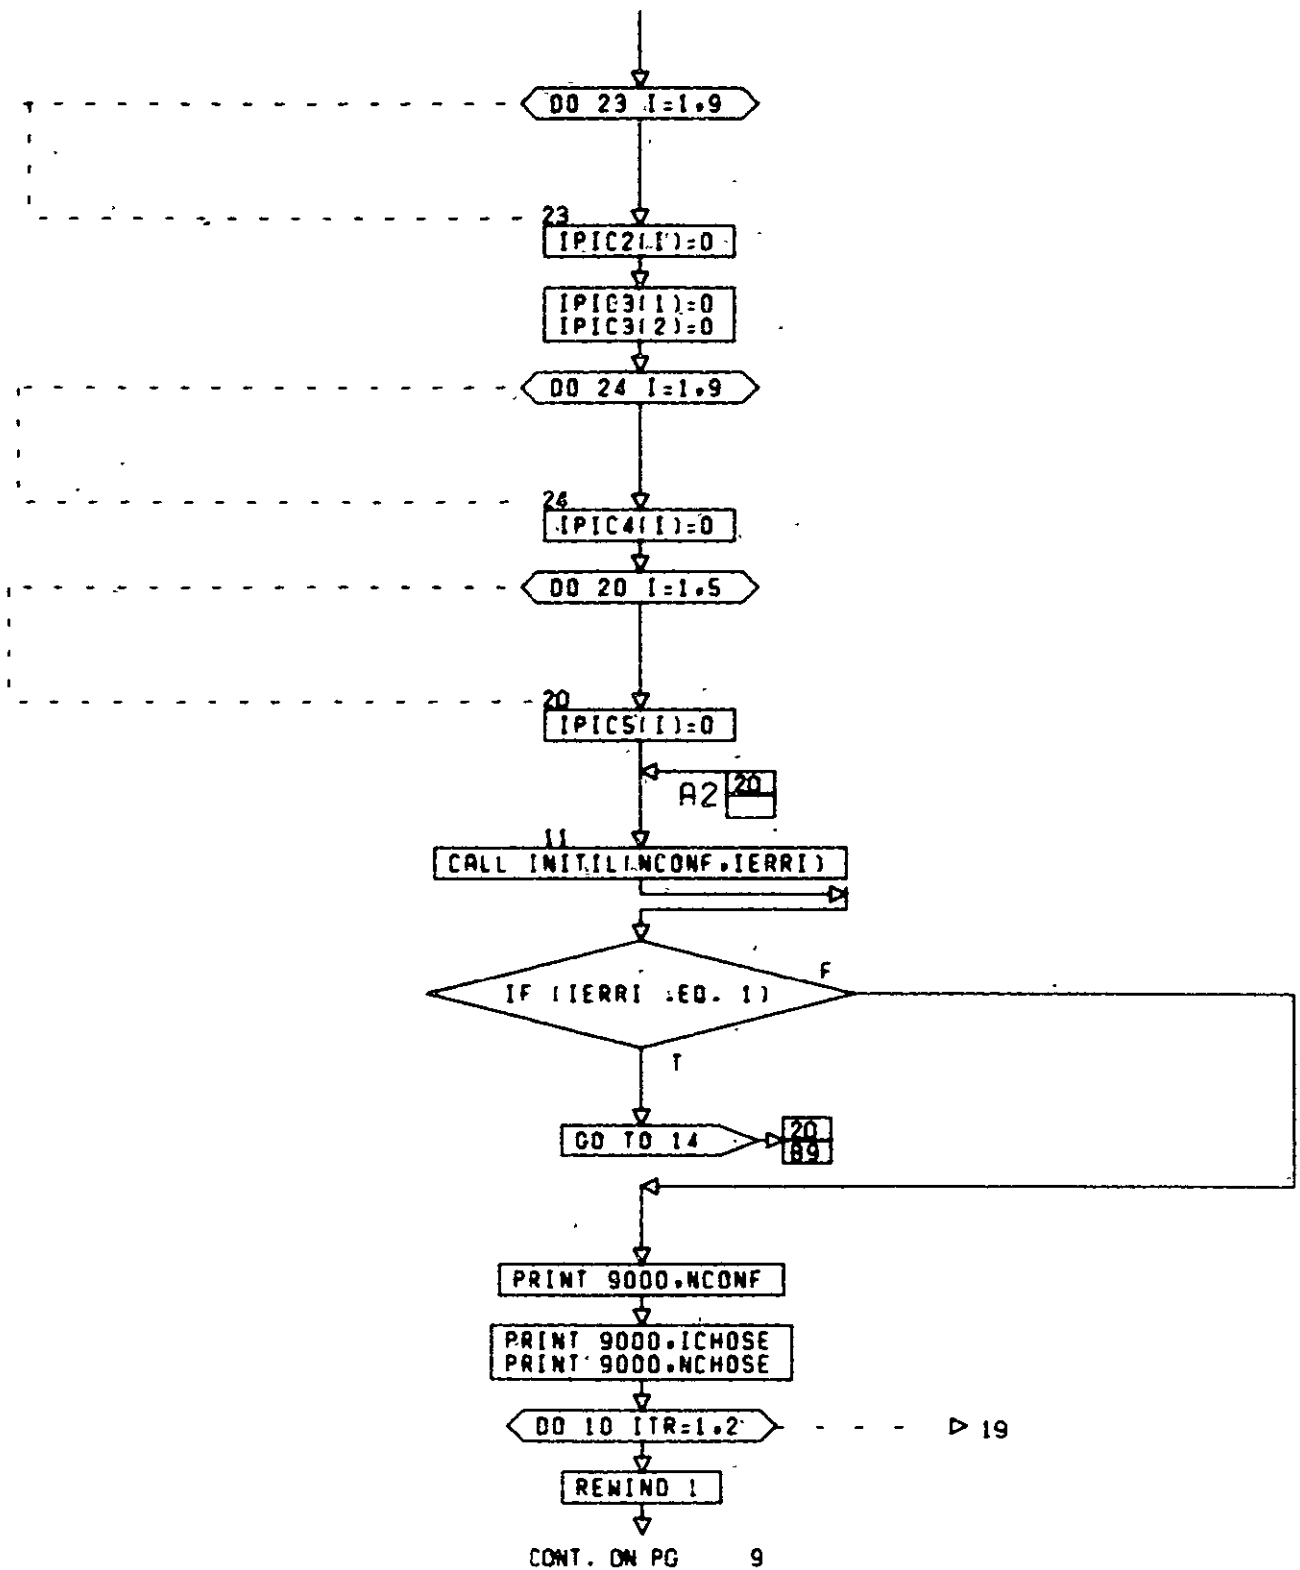 DO 23 I=1,9
23
IPIC2(I)=0
IPIC3(1)=0
IPIC3(2)=0
DO 24 I=1,9
24
IPIC4(I)=0
DO 20 I=1,5
20
IPIC5(I)=0
A2 20
11
CALL INITIL(NCONF,IERRI)
IF (IERRI .EQ. 1)
F
T
GO TO 14
20
B9
PRINT 9000,NCONF
PRINT 9000,ICHOSE
PRINT 9000,NCHOSE
DO 10 ITR=1,2
19
REWIND 1
CONT. ON PG 9